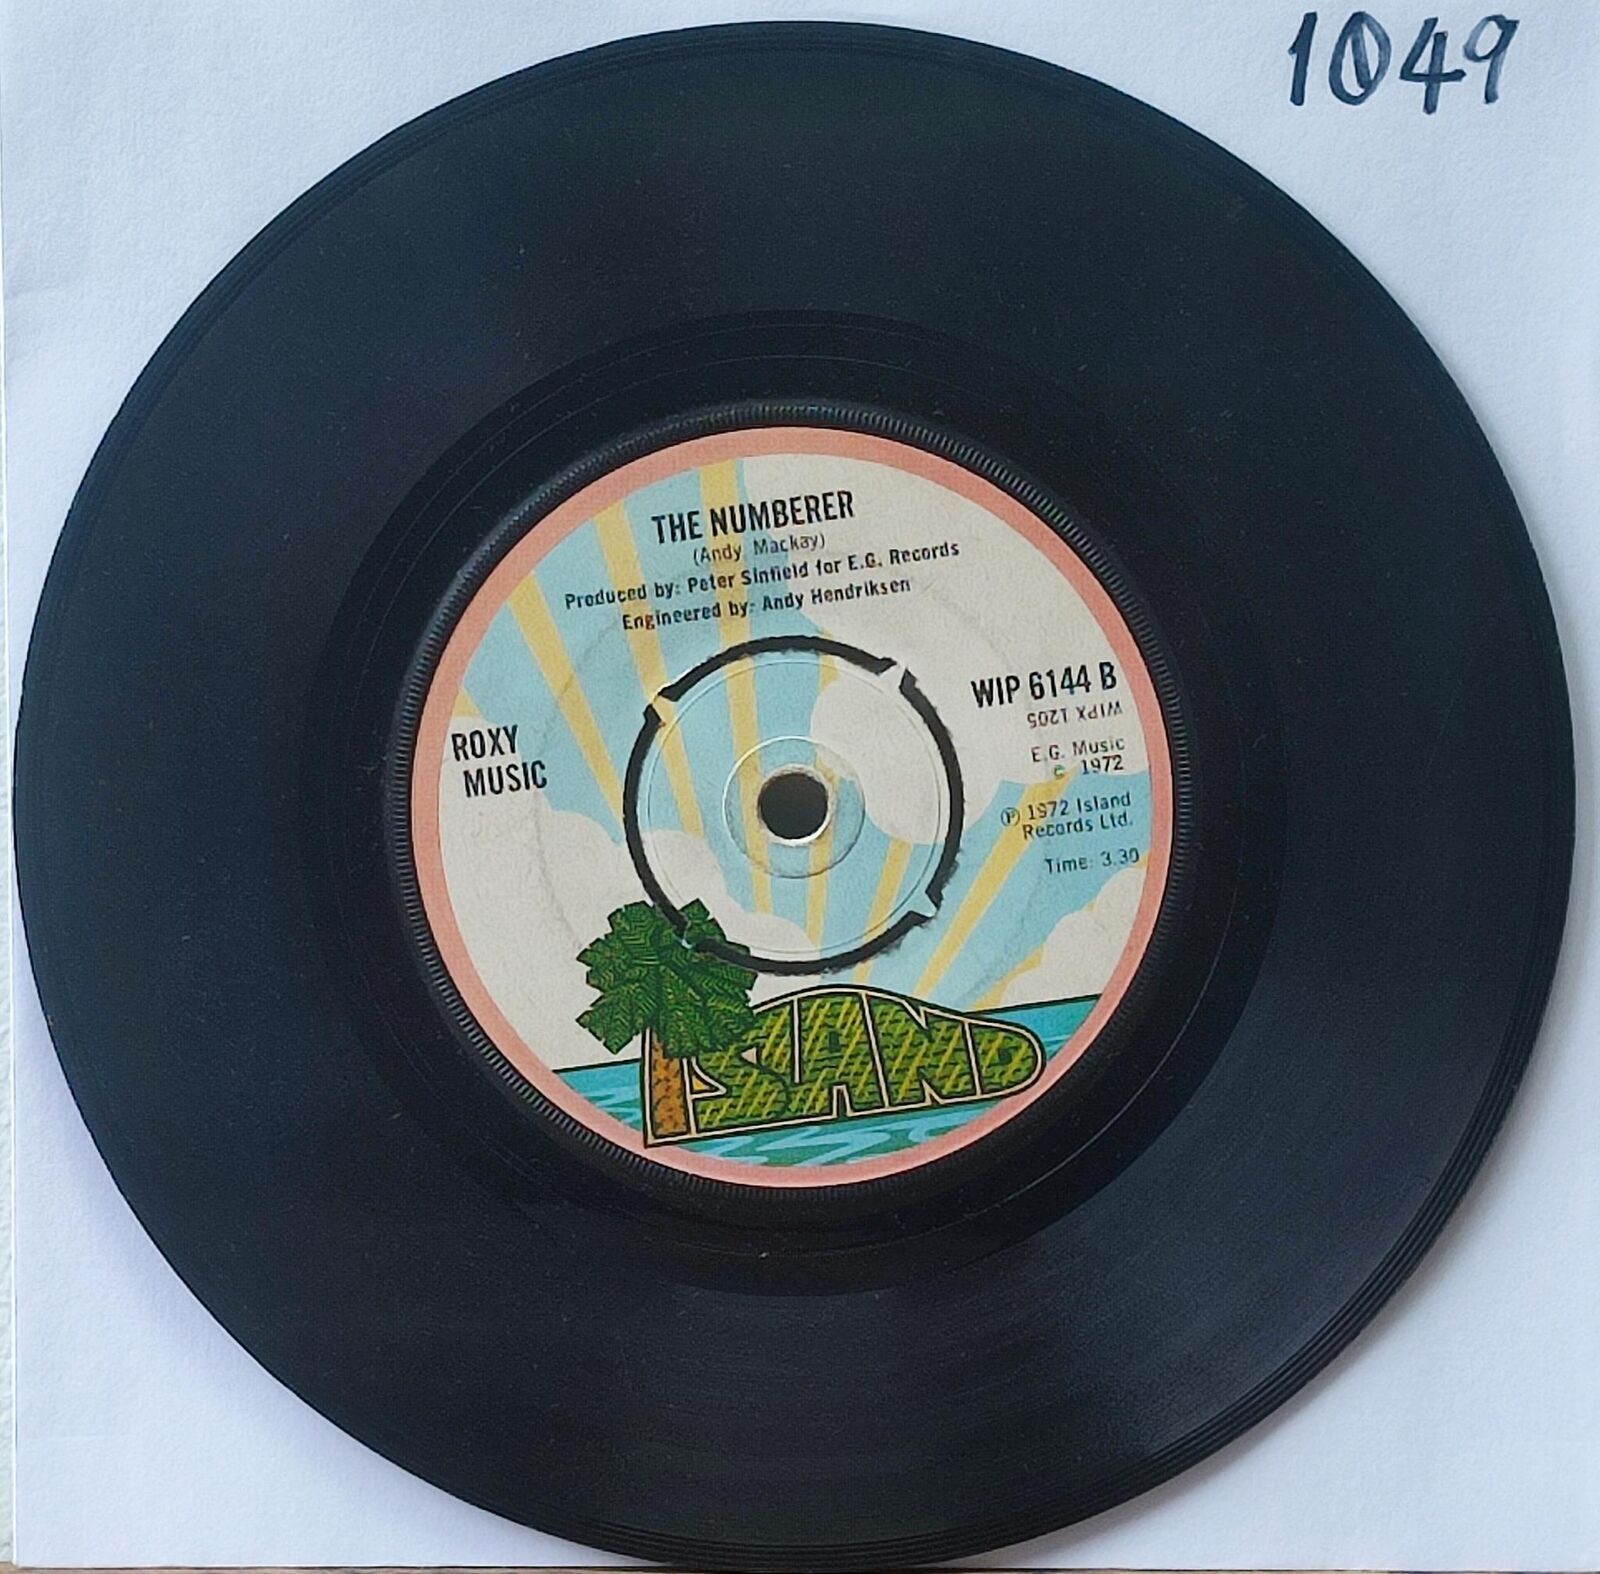 1049
THE NUMBERER
(Andy Mackay)
Produced by: Peter Sinfield for E.G. Records
Engineered by: Andy Hendriksen
ROXY
MUSIC
WIP 6144 B
WIPX 1205
E.G. Music
© 1972
℗ 1972 Island
Records Ltd.
Time: 3.30
ISLAND